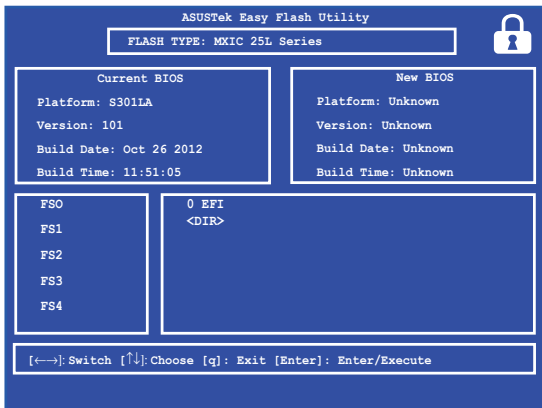 ASUSTek Easy Flash Utility
FLASH TYPE: MXIC 25L Series
Current BIOS
Platform: S301LA
Version: 101
Build Date: Oct 26 2012
Build Time: 11:51:05
New BIOS
Platform: Unknown
Version: Unknown
Build Date: Unknown
Build Time: Unknown
FSO
FS1
FS2
FS3
FS4
0 EFI
<DIR>
[←→]: Switch [↑↓]: Choose [q]: Exit [Enter]: Enter/Execute